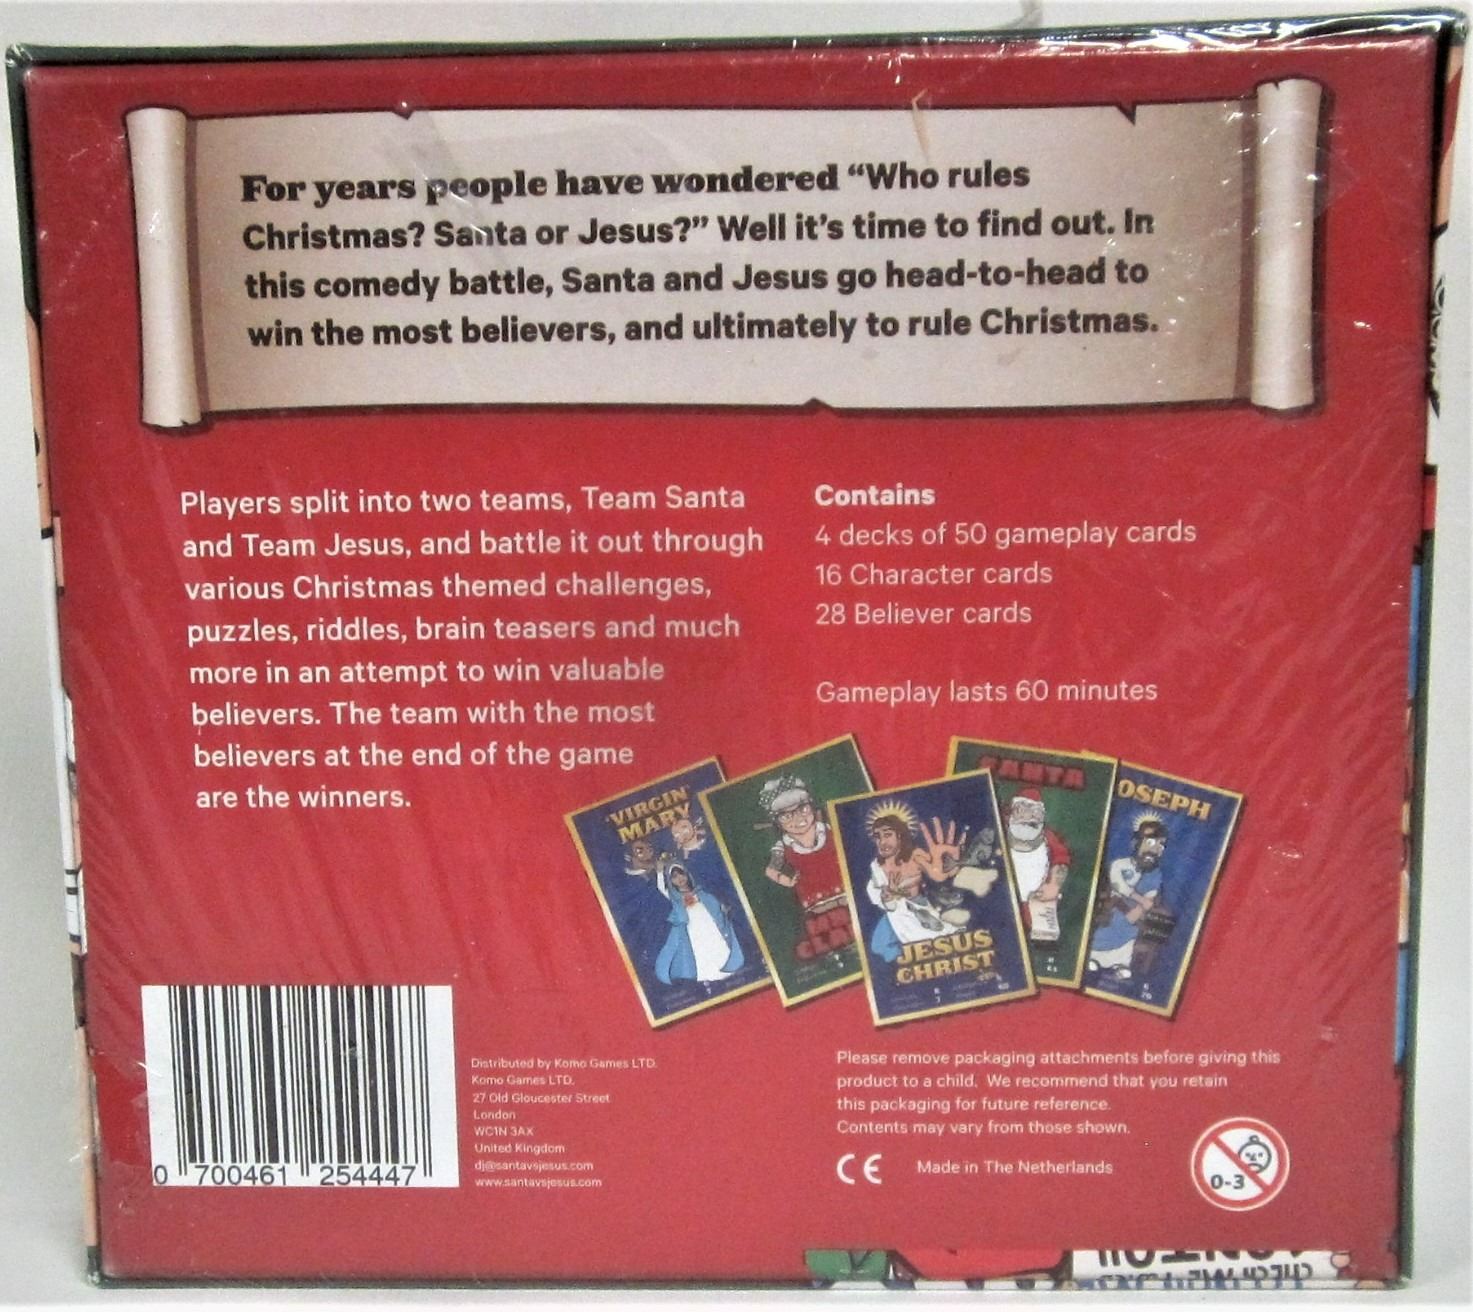 For years people have wondered “Who rules
Christmas? Santa or Jesus?” Well it’s time to find out. In
this comedy battle, Santa and Jesus go head-to-head to
win the most believers, and ultimately to rule Christmas.
Players split into two teams, Team Santa
and Team Jesus, and battle it out through
various Christmas themed challenges,
puzzles, riddles, brain teasers and much
more in an attempt to win valuable
believers. The team with the most
believers at the end of the game
are the winners.
Contains
4 decks of 50 gameplay cards
16 Character cards
28 Believer cards
Gameplay lasts 60 minutes
VIRGIN
MARY
JESUS
CHRIST
SANTA
OSEPH
0 700461 254447
Distributed by Komo Games LTD.
Komo Games LTD.
27 Old Gloucester Street
London
WC1N 3AX
United Kingdom
dj@santavsjesus.com
www.santavsjesus.com
Please remove packaging attachments before giving this
product to a child. We recommend that you retain
this packaging for future reference.
Contents may vary from those shown.
CE Made in The Netherlands
0-3